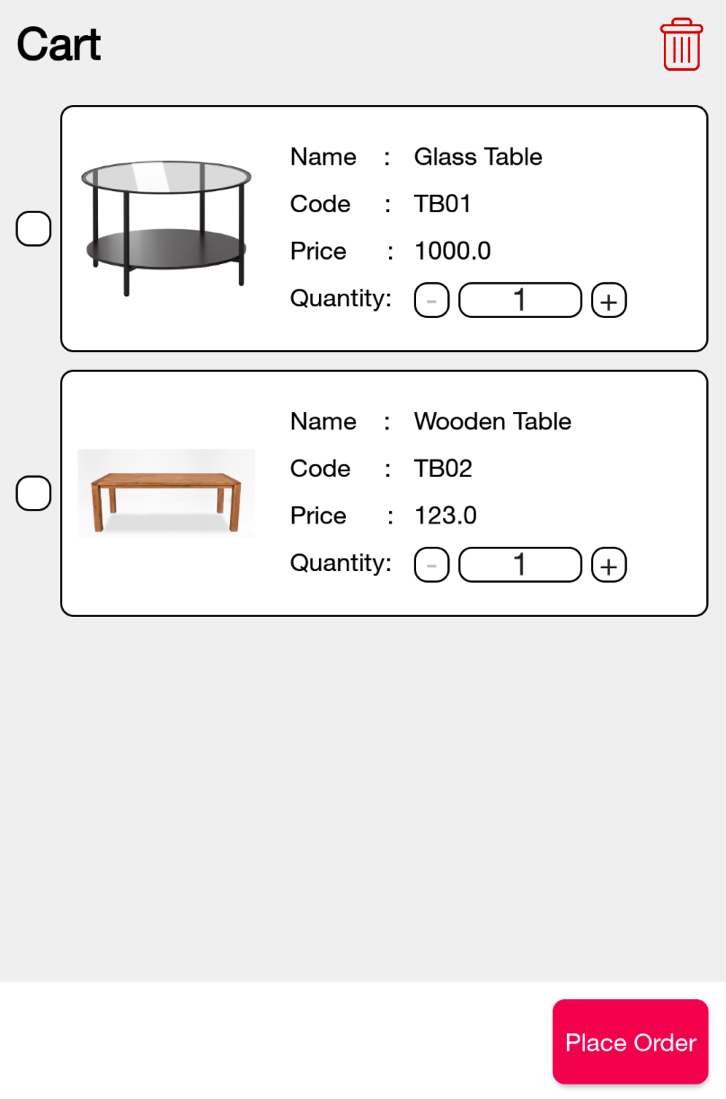 Cart
Name : Glass Table
Code : TB01
Price : 1000.0
Quantity: - 1 +
Name : Wooden Table
Code : TB02
Price : 123.0
Quantity: - 1 +
Place Order